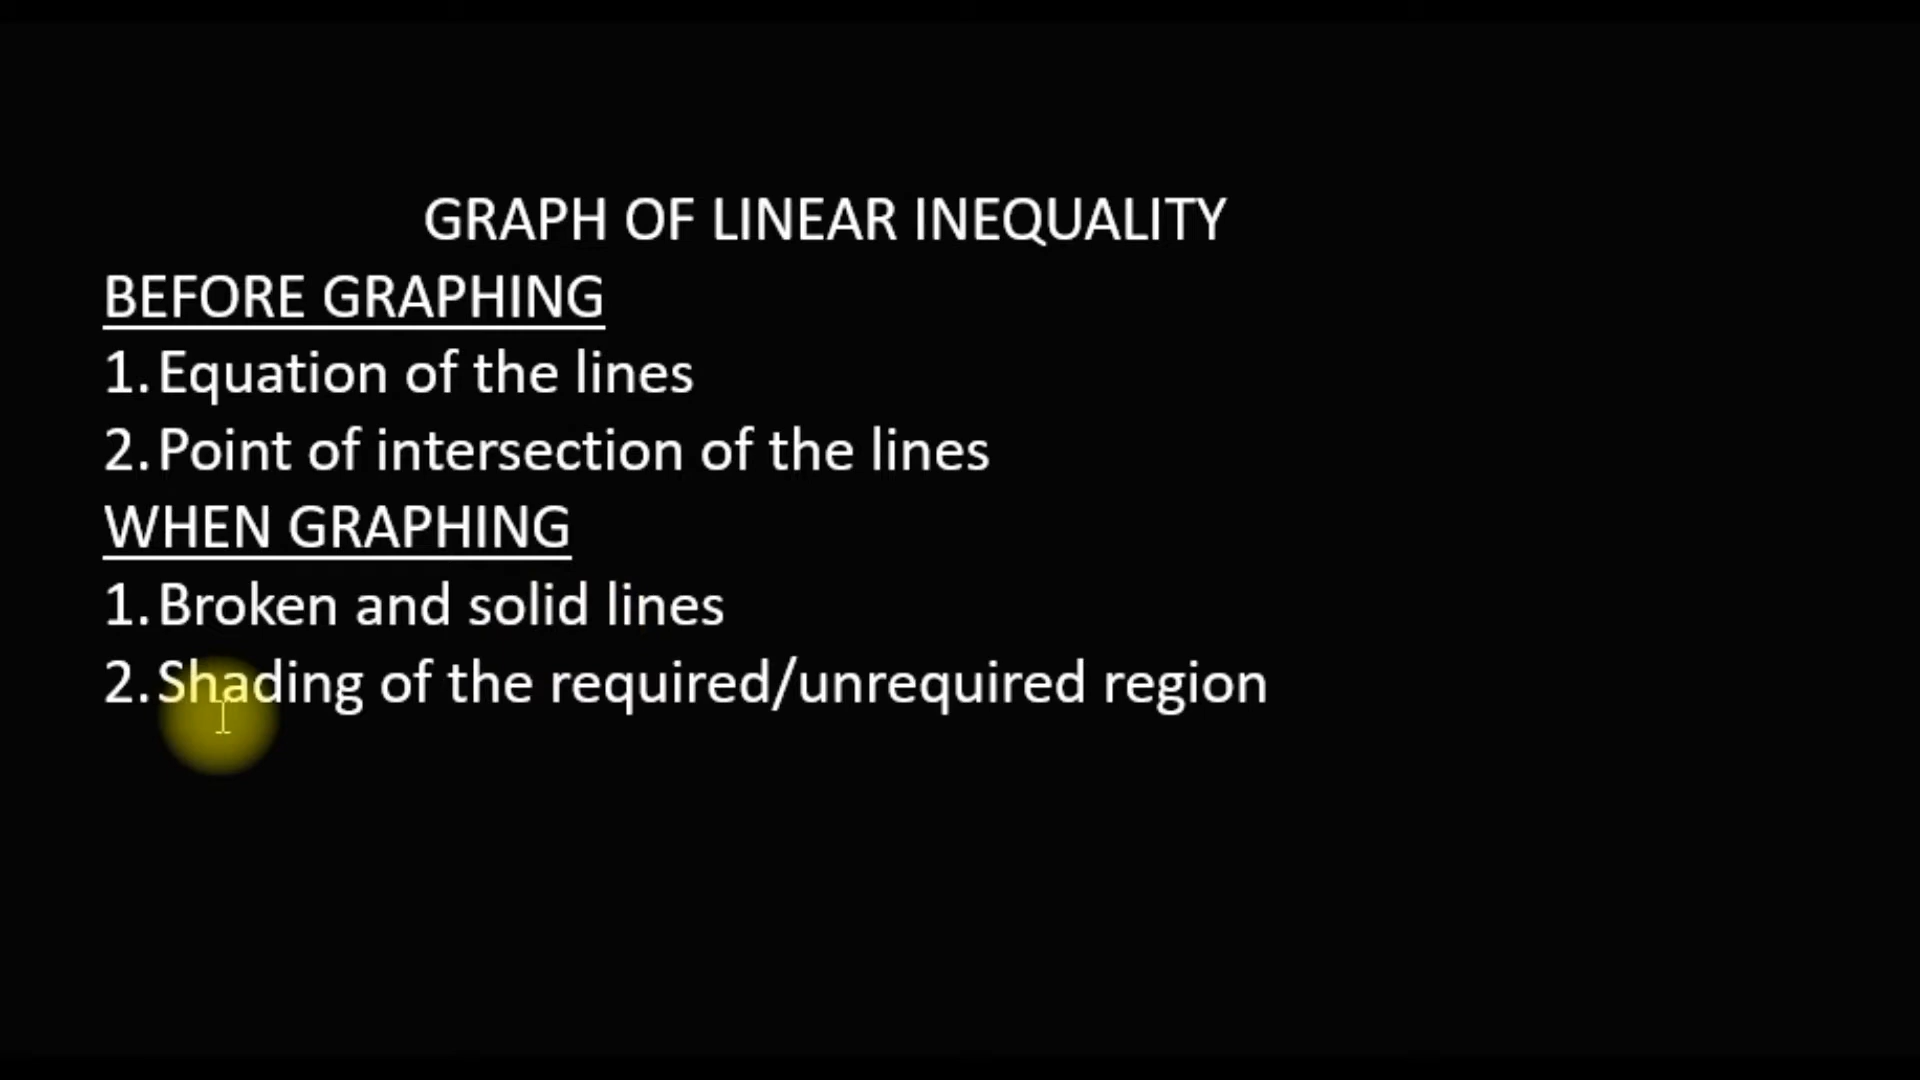 GRAPH OF LINEAR INEQUALITY
BEFORE GRAPHING
1. Equation of the lines
2. Point of intersection of the lines
WHEN GRAPHING
1. Broken and solid lines
2. Shading of the required/unrequired region